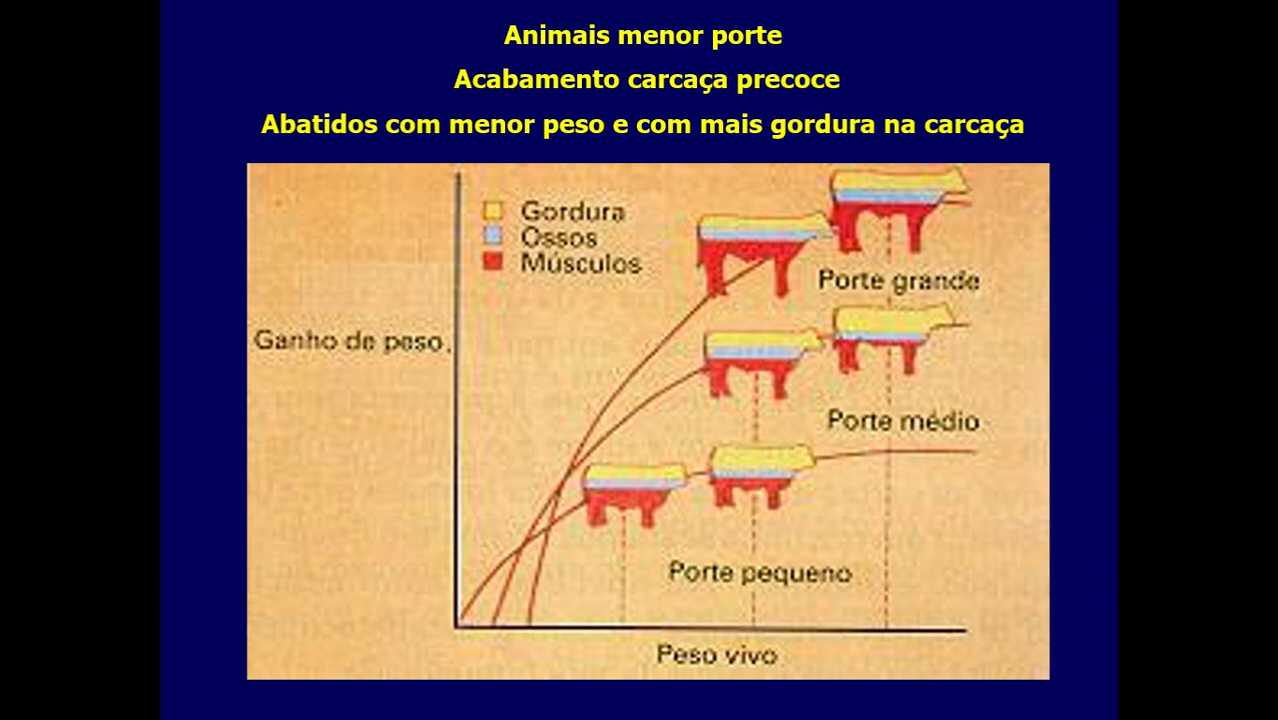 Animais menor porte
Acabamento carcaça precoce
Abatidos com menor peso e com mais gordura na carcaça
Gordura
Ossos
Músculos
Porte grande
Ganho de peso
Porte médio
Porte pequeno
Peso vivo